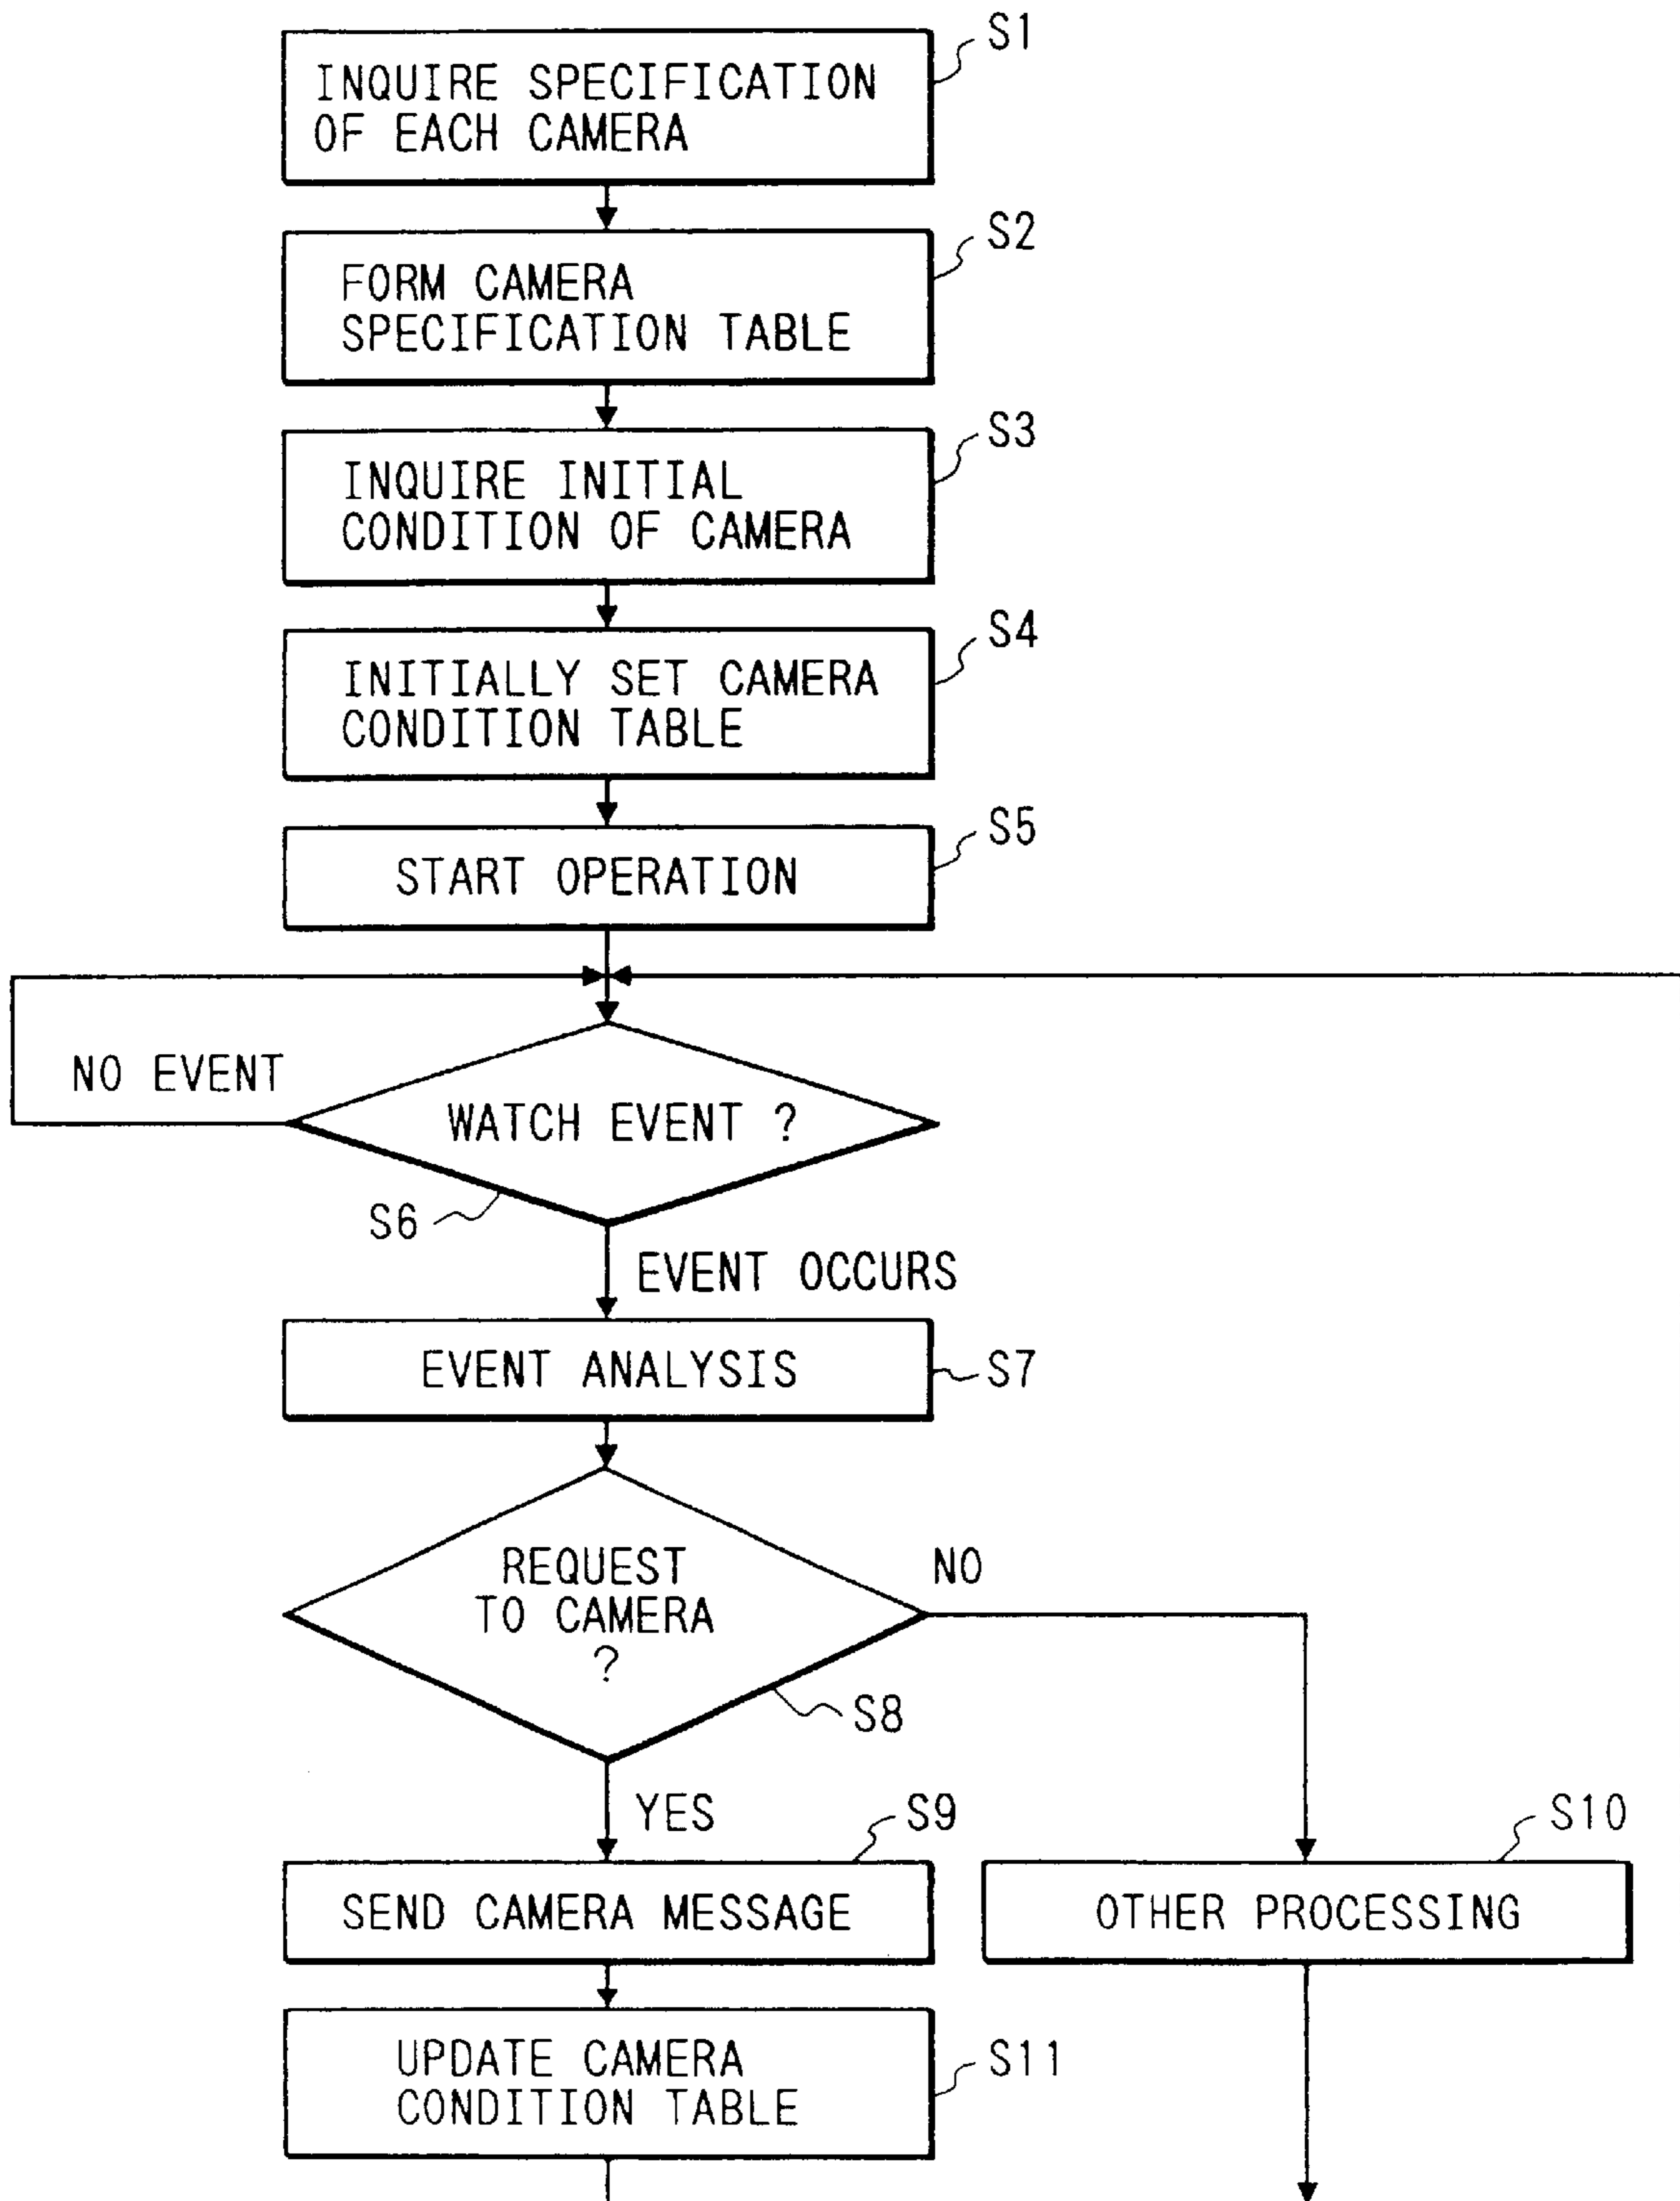 S1
INQUIRE SPECIFICATION
OF EACH CAMERA
S2
FORM CAMERA
SPECIFICATION TABLE
S3
INQUIRE INITIAL
CONDITION OF CAMERA
S4
INITIALLY SET CAMERA
CONDITION TABLE
S5
START OPERATION
NO EVENT
WATCH EVENT ?
S6
EVENT OCCURS
EVENT ANALYSIS
S7
REQUEST
TO CAMERA
?
NO
S8
YES
S9
S10
SEND CAMERA MESSAGE
OTHER PROCESSING
UPDATE CAMERA
CONDITION TABLE
S11